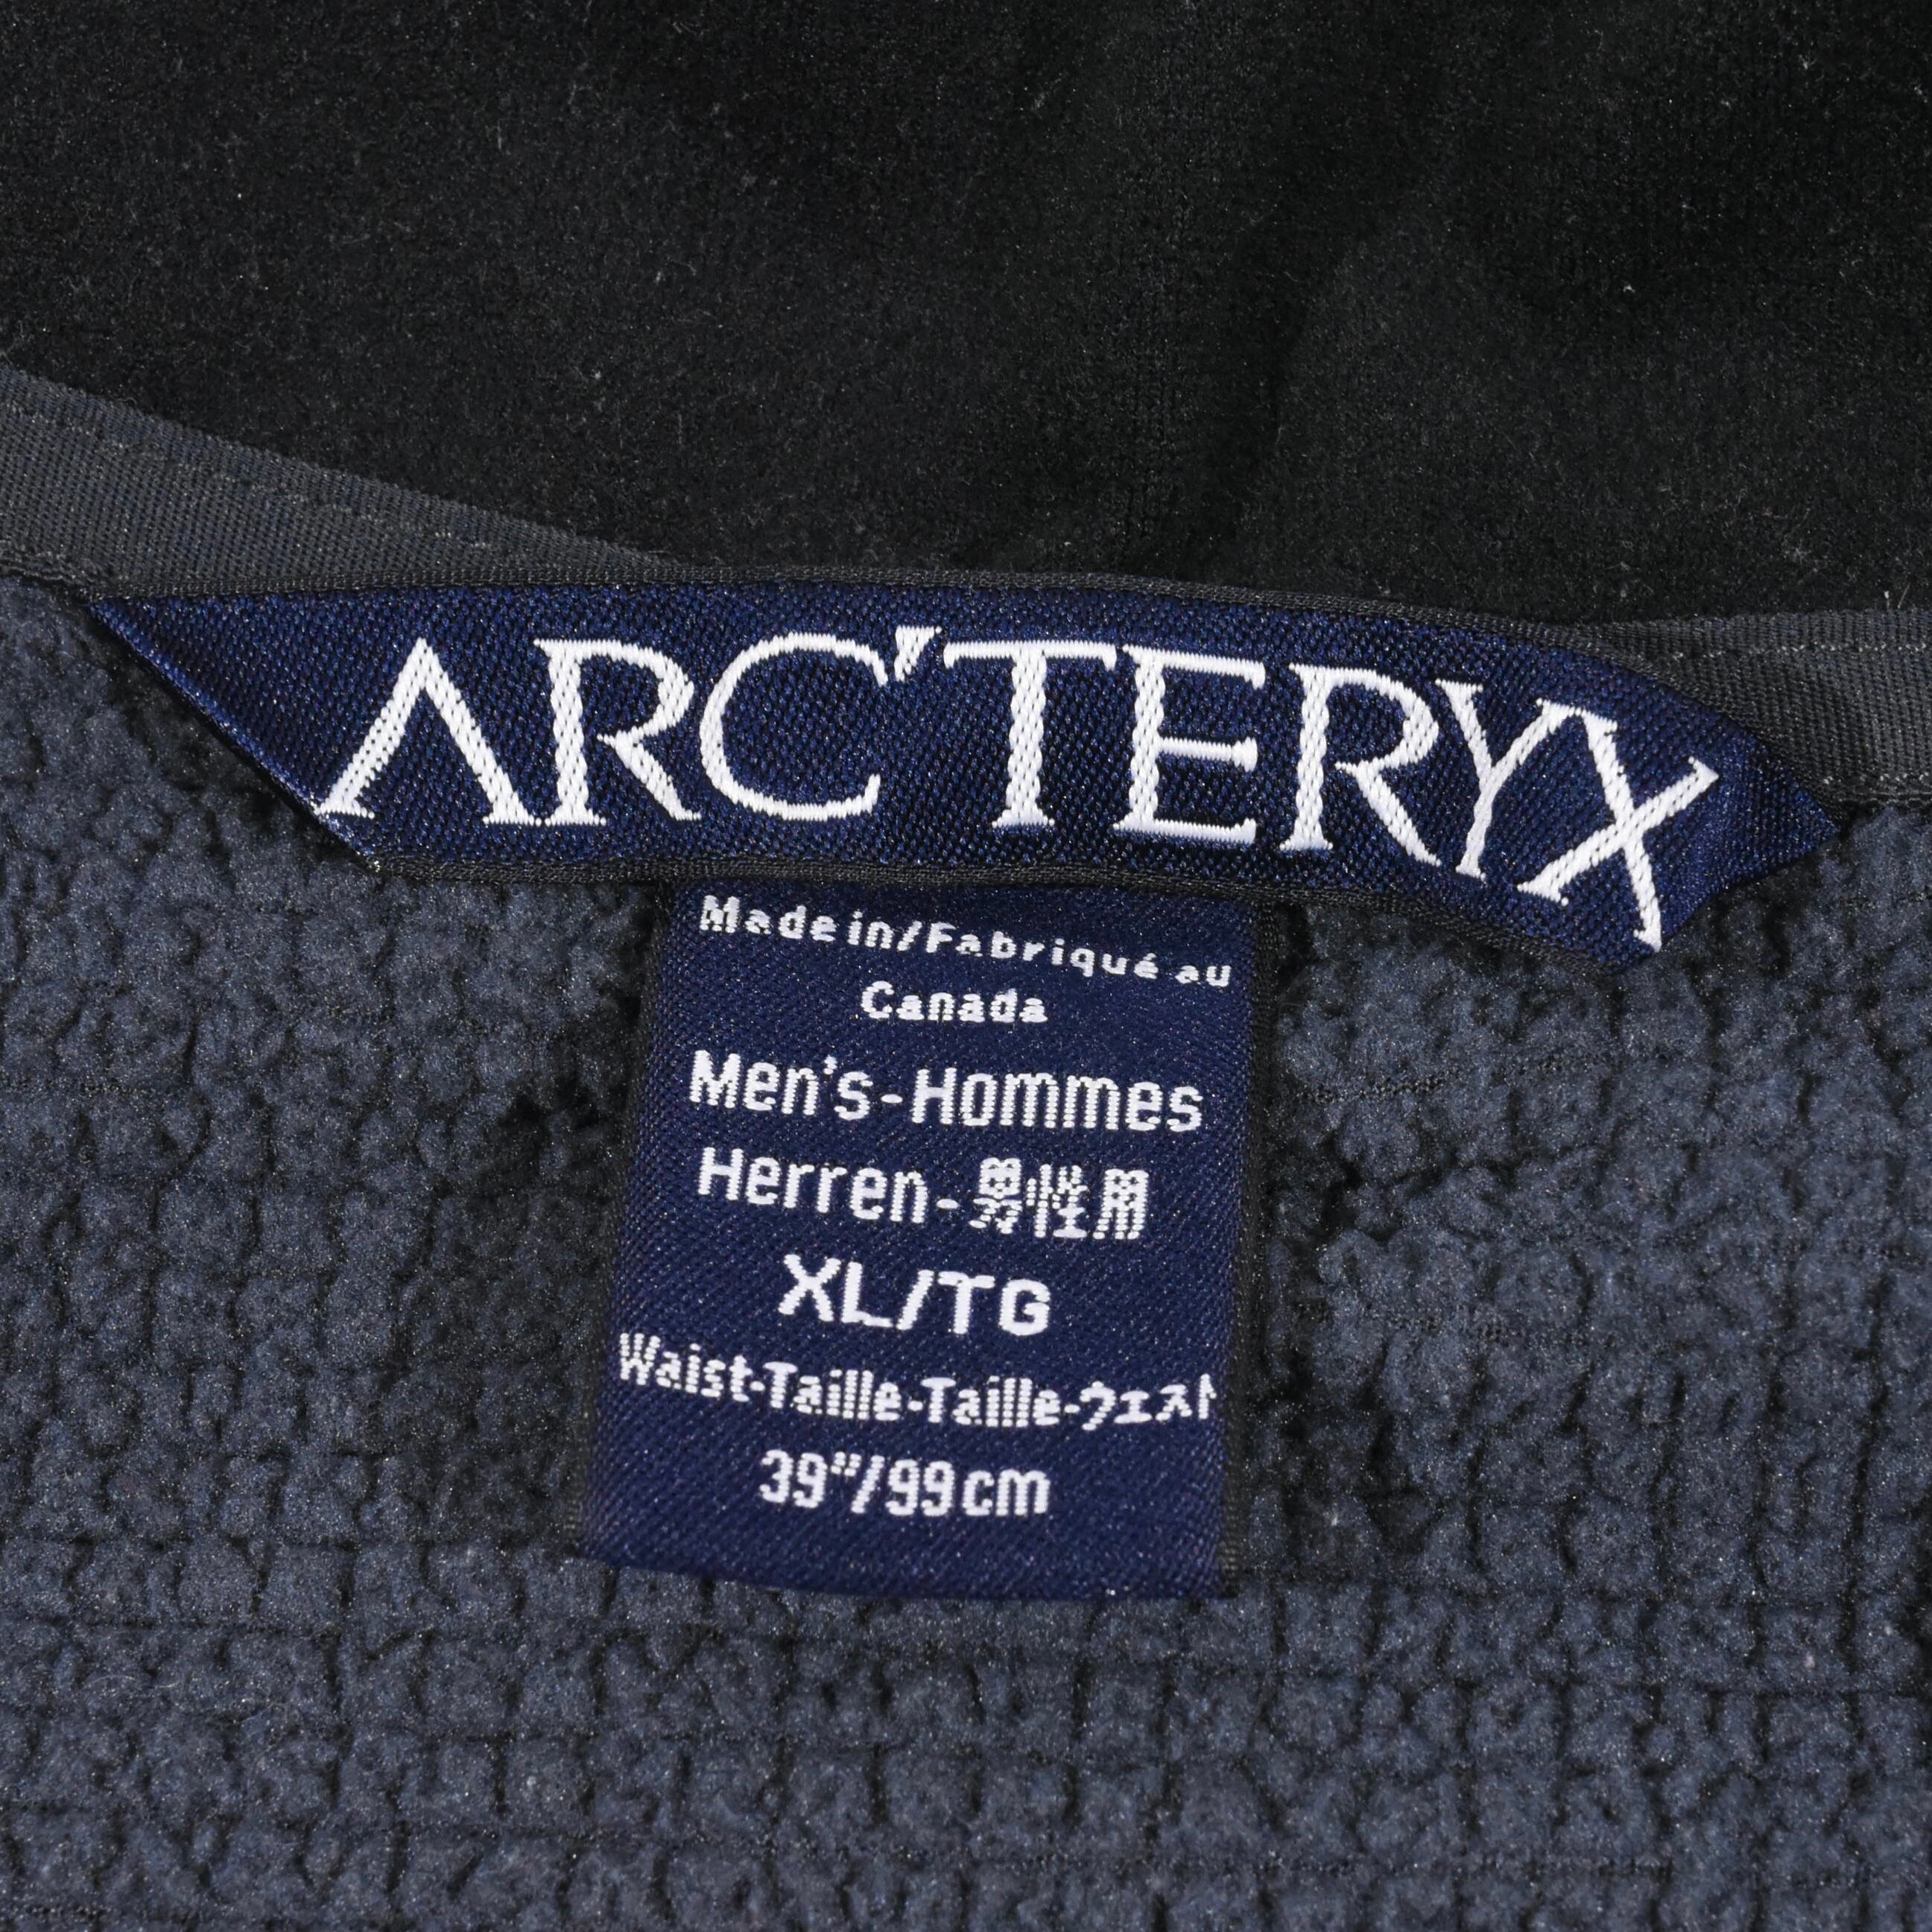 ARC'TERYX
Made in/Fabriqué au
Canada
Men's-Hommes
Herren-男性用
XL/TG
Waist-Taille-Taille-ウエスト
39"/99cm